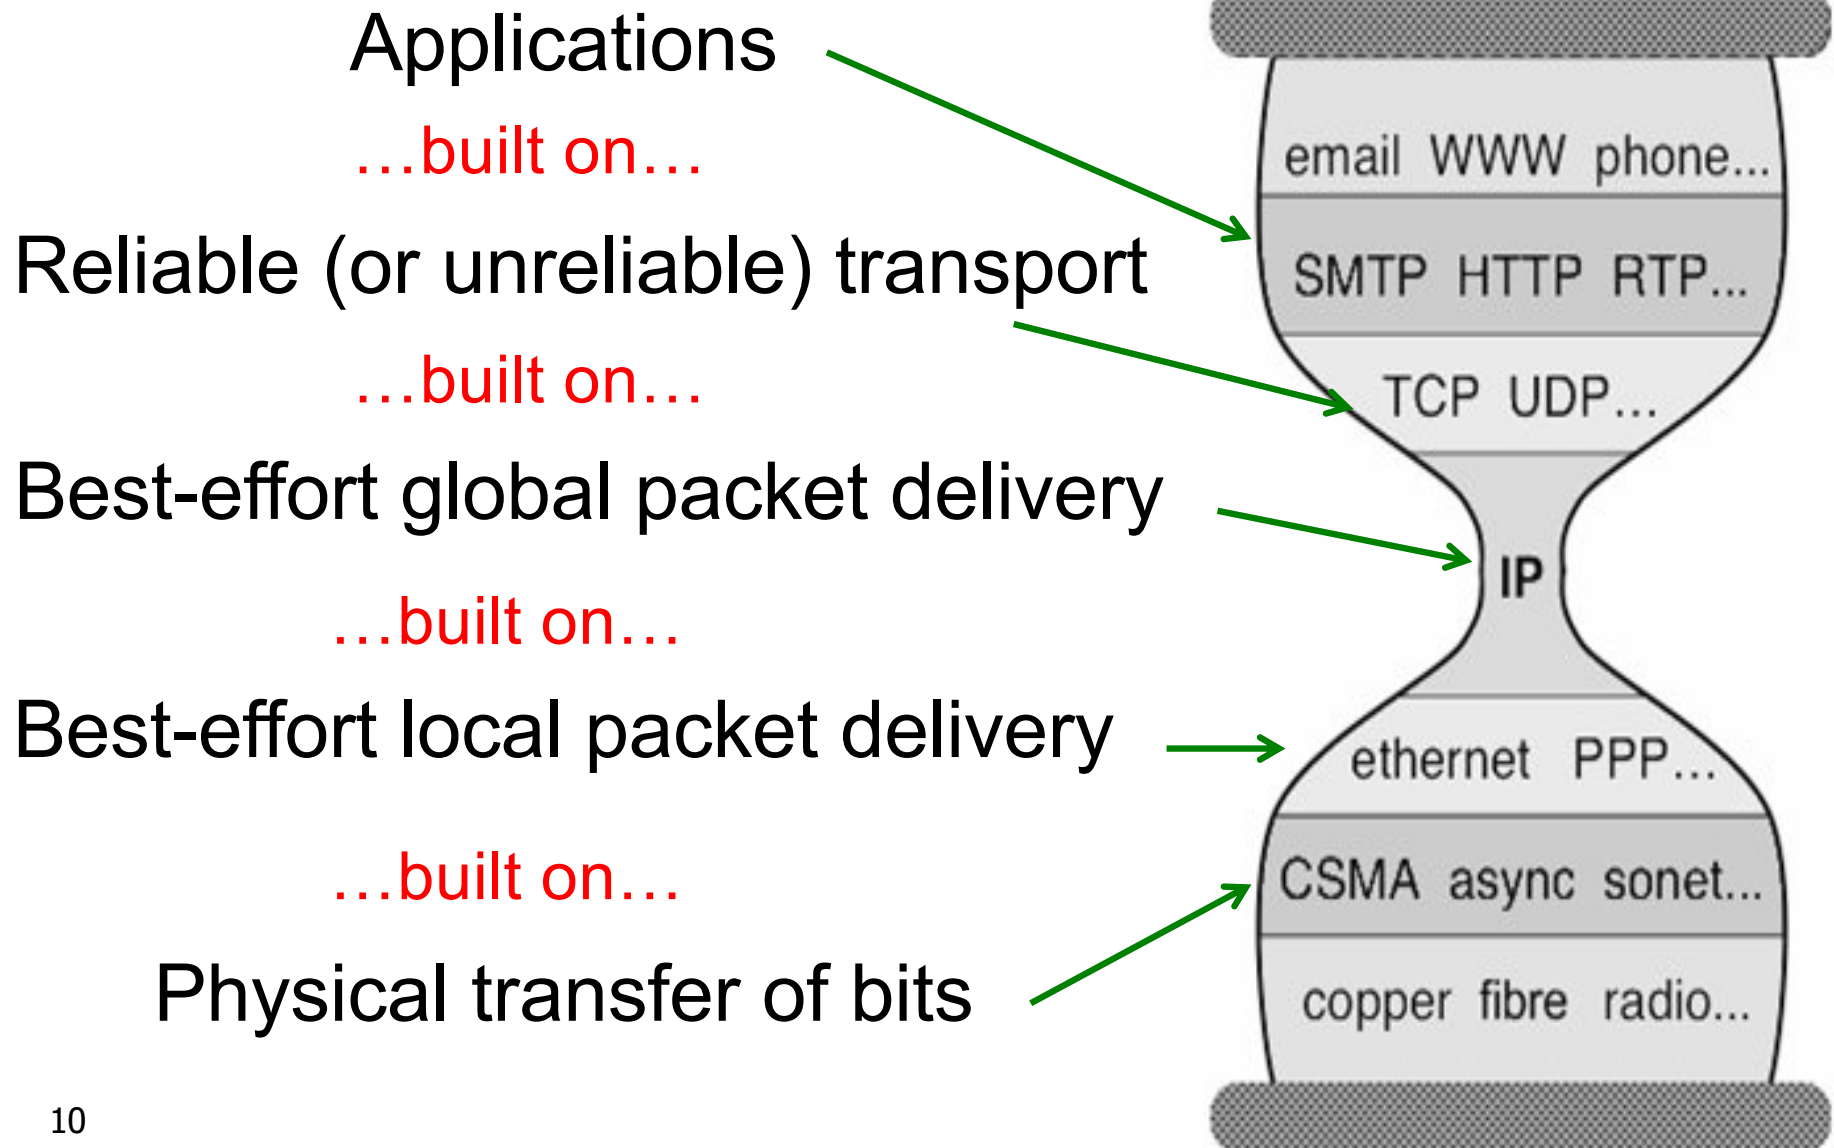 Applications
…built on…
Reliable (or unreliable) transport
…built on…
Best-effort global packet delivery
…built on…
Best-effort local packet delivery
…built on…
Physical transfer of bits
10
email WWW phone...
SMTP HTTP RTP...
TCP UDP…
IP
ethernet PPP…
CSMA async sonet...
copper fibre radio...